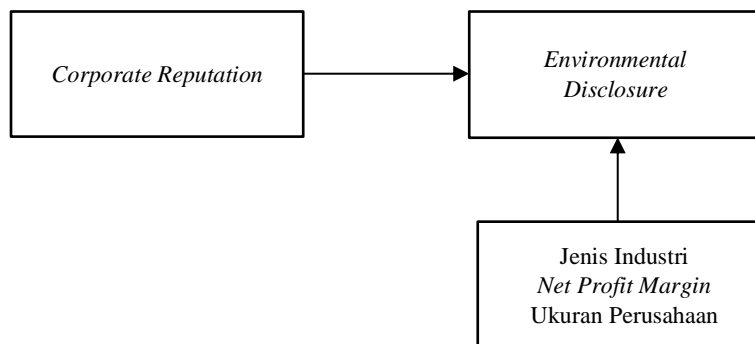 Corporate Reputation
Environmental
Disclosure
Jenis Industri
Net Profit Margin
Ukuran Perusahaan